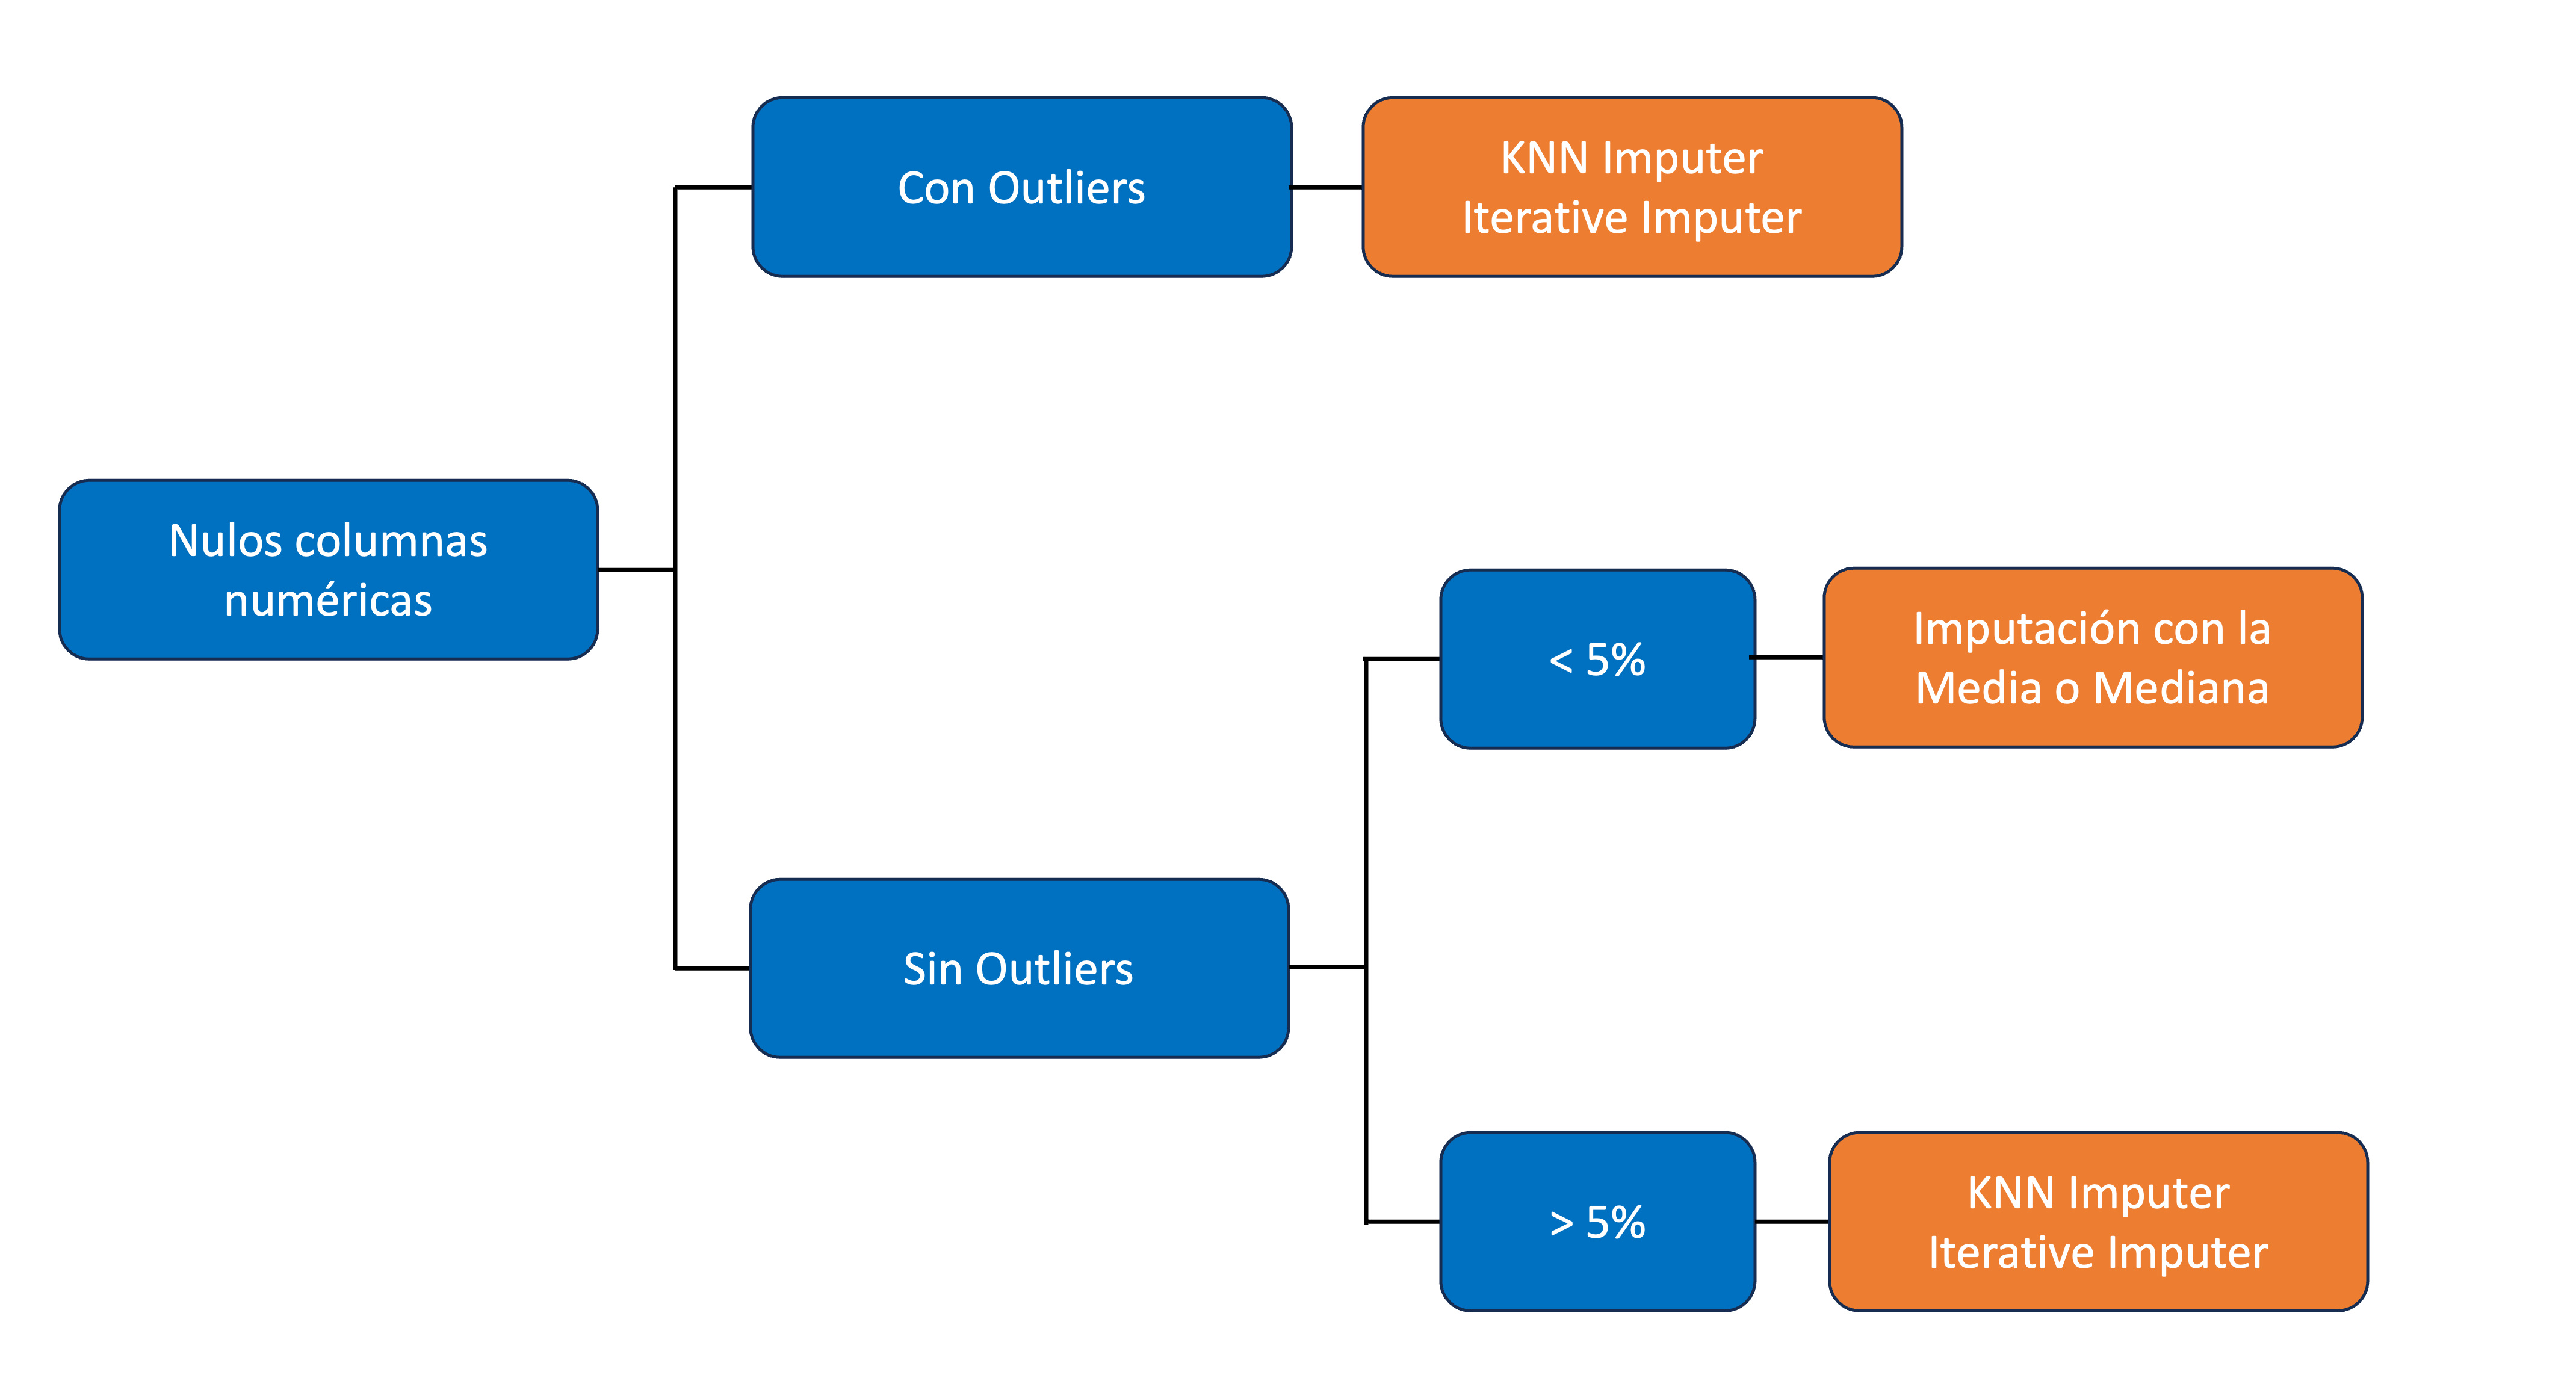 Con Outliers
KNN Imputer
Iterative Imputer
Nulos columnas
numéricas
< 5%
Imputación con la
Media o Mediana
Sin Outliers
> 5%
KNN Imputer
Iterative Imputer